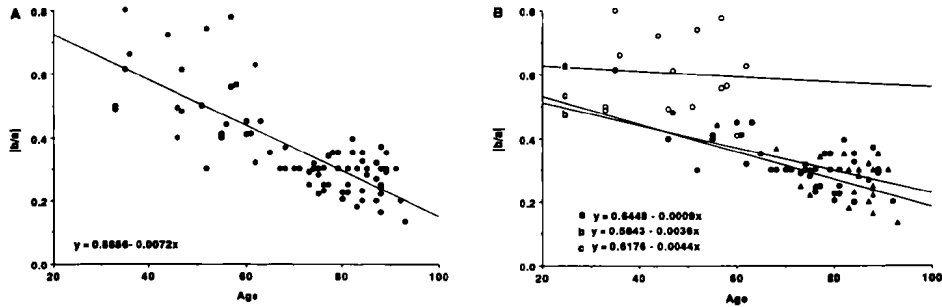 A
0.8
0.6
0.4
0.2
0.0
|b/a|
y = 0.8656- 0.0072x
20
40
60
80
100
Age
B
0.8
0.6
0.4
0.2
0.0
|b/a|
a
c
b
a y = 0.6448 - 0.0009x
b y = 0.5843 - 0.0036x
c y = 0.6176 - 0.0044x
20
40
60
80
100
Age